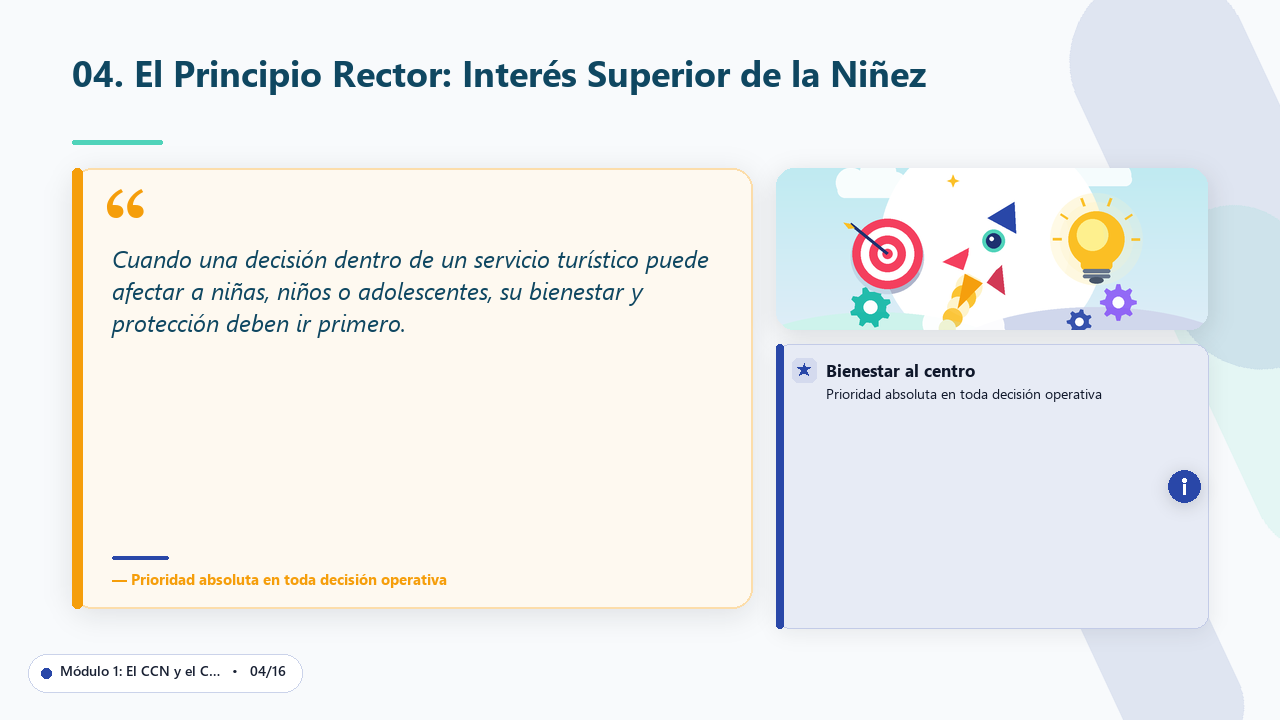 04. El Principio Rector: Interés Superior de la Niñez
“
Cuando una decisión dentro de un servicio turístico puede
afectar a niñas, niños o adolescentes, su bienestar y
protección deben ir primero.
— Prioridad absoluta en toda decisión operativa
Bienestar al centro
Prioridad absoluta en toda decisión operativa
i
Módulo 1: El CCN y el C... • 04/16